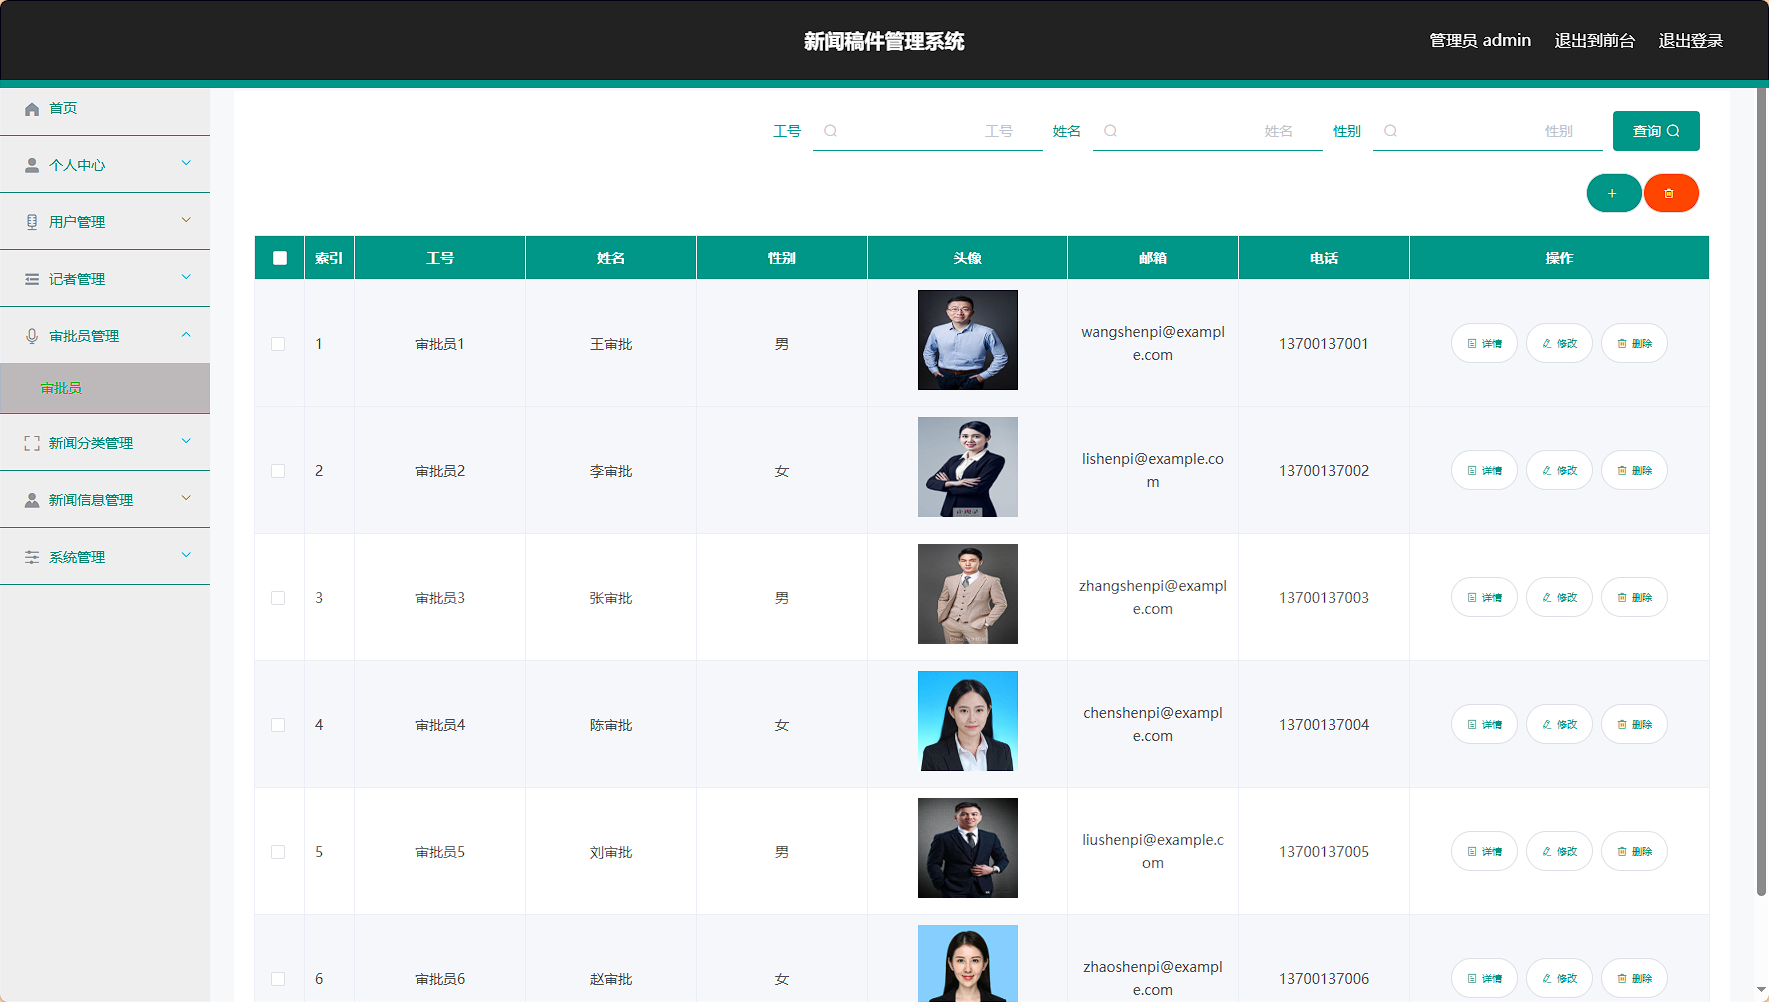 新闻稿件管理系统
管理员 admin 退出到前台 退出登录
首页
个人中心
用户管理
记者管理
审批员管理
审批员
新闻分类管理
新闻信息管理
系统管理
工号 工号 姓名 姓名 性别 性别 查询
索引 工号 姓名 性别 头像 邮箱 电话 操作
1 审批员1 王审批 男 wangshenpi@exampl
e.com 13700137001 详情 修改 删除
2 审批员2 李审批 女 lishenpi@example.co
m 13700137002 详情 修改 删除
3 审批员3 张审批 男 zhangshenpi@exampl
e.com 13700137003 详情 修改 删除
4 审批员4 陈审批 女 chenshenpi@exampl
e.com 13700137004 详情 修改 删除
5 审批员5 刘审批 男 liushenpi@example.c
om 13700137005 详情 修改 删除
6 审批员6 赵审批 女 zhaoshenpi@exampl
e.com 13700137006 详情 修改 删除